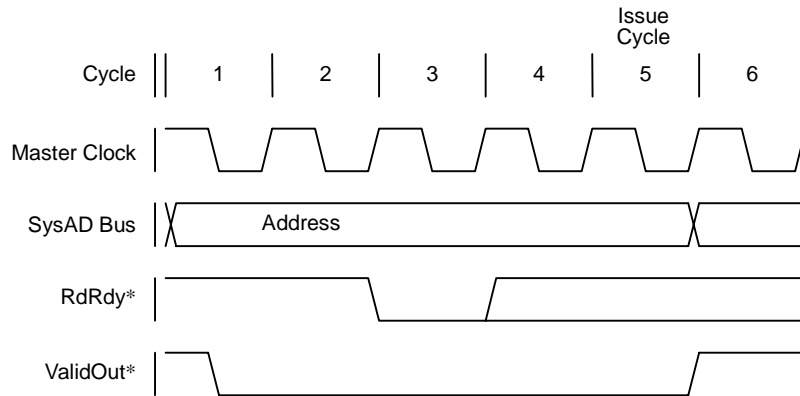 Issue
Cycle
Cycle 1 2 3 4 5 6
Master Clock
SysAD Bus Address
RdRdy*
ValidOut*